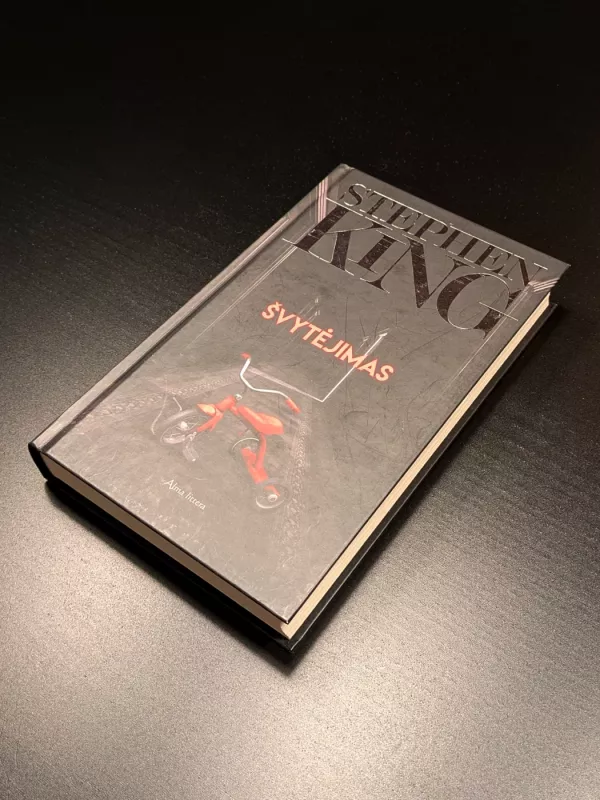 STEPHEN
KING
ŠVYTĖJIMAS
Alma littera